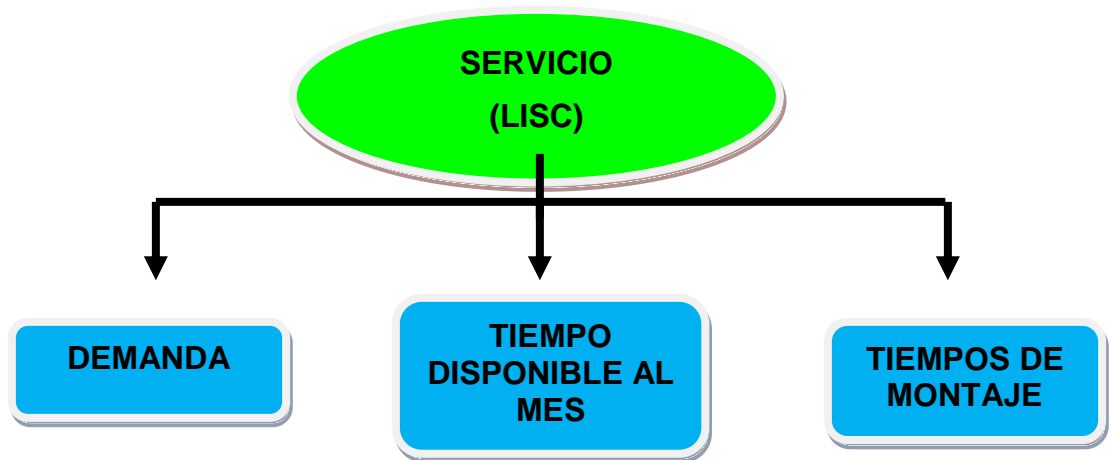 SERVICIO
(LISC)
DEMANDA
TIEMPO
DISPONIBLE AL
MES
TIEMPOS DE
MONTAJE